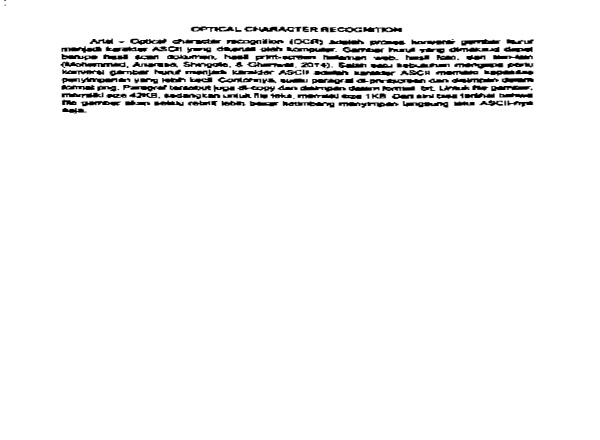 OPTICAL CHARACTER RECOGNITION
Arial - Optical character recognition (OCR) adalah proses konversi gambar huruf
menjadi karakter ASCII yang dikenali oleh komputer. Gambar huruf yang dimaksud dapat
berupa hasil scan dokumen, hasil print-screen halaman web, hasil foto, dan lain-lain
(Mohammad, Anarase, Shingote, & Ghanwat, 2014). Salah satu kebutuhan mengapa perlu
konversi gambar huruf menjadi karakter ASCII adalah karakter ASCII memakan kapasitas
penyimpanan yang lebih kecil. Contohnya, suatu paragraf di-printscreen dan disimpan dalam
format png. Paragraf tersebut juga di-copy dan disimpan dalam format .txt. Untuk file gambar,
memiliki size 42KB, sedangkan untuk file teks, memiliki size 1KB. Dari sini bisa terlihat bahwa
file gambar akan selalu relatif lebih besar ketimbang menyimpan langsung teks ASCII-nya
saja.